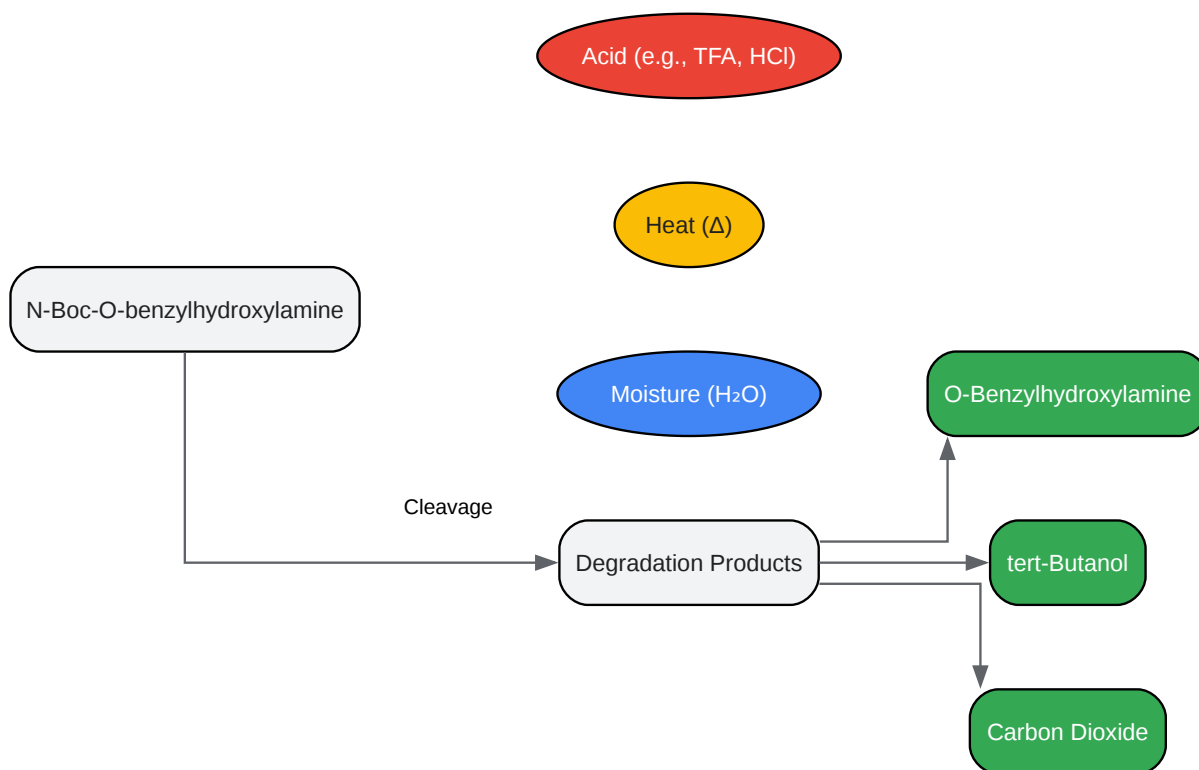 Acid (e.g., TFA, HCl)
Heat (Δ)
N-Boc-O-benzylhydroxylamine
Moisture (H₂O)
O-Benzylhydroxylamine
Cleavage
Degradation Products
tert-Butanol
Carbon Dioxide